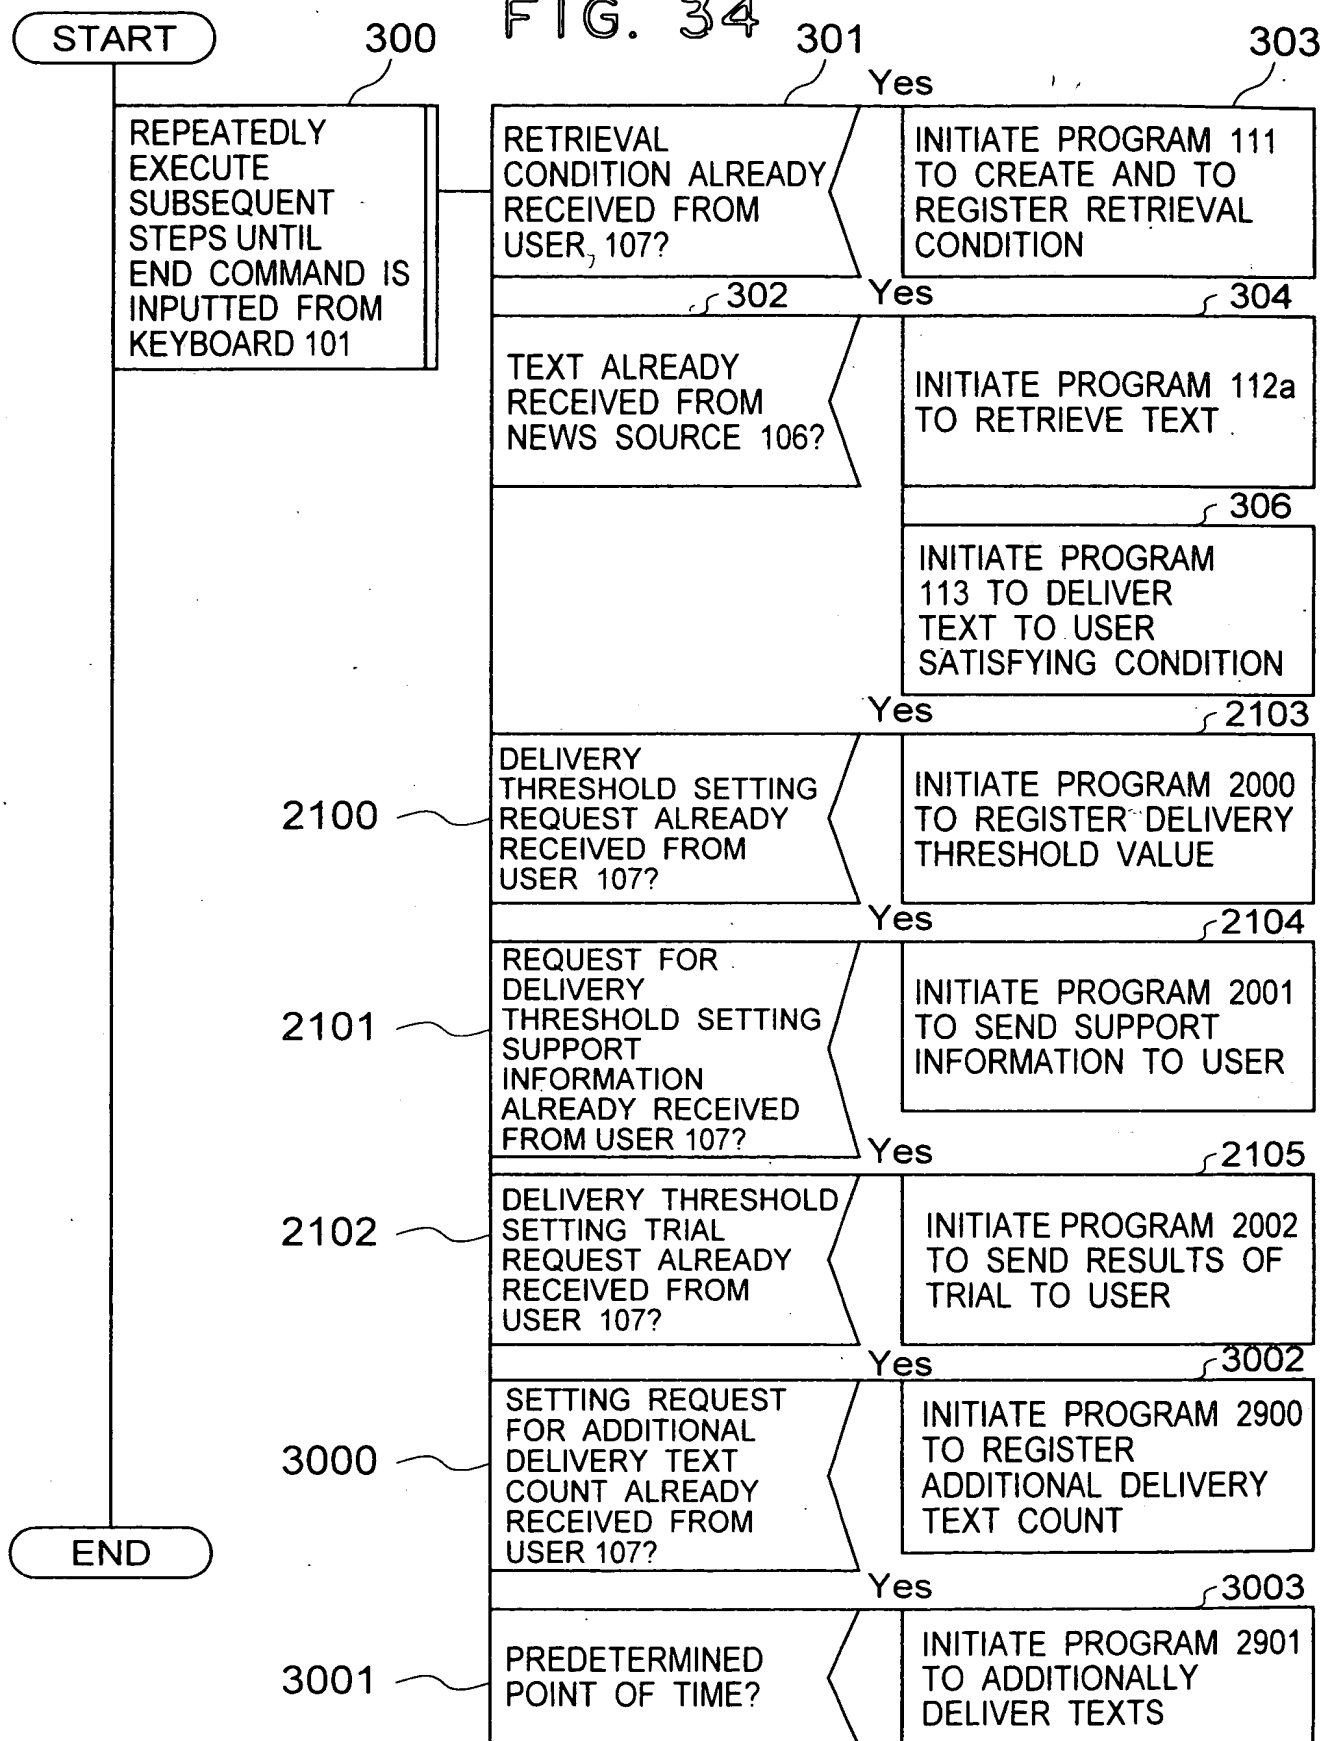 FIG. 34
START
300
301
303
Yes
REPEATEDLY
EXECUTE
SUBSEQUENT
STEPS UNTIL
END COMMAND IS
INPUTTED FROM
KEYBOARD 101
RETRIEVAL
CONDITION ALREADY
RECEIVED FROM
USER, 107?
INITIATE PROGRAM 111
TO CREATE AND TO
REGISTER RETRIEVAL
CONDITION
302
Yes
304
TEXT ALREADY
RECEIVED FROM
NEWS SOURCE 106?
INITIATE PROGRAM 112a
TO RETRIEVE TEXT
306
INITIATE PROGRAM
113 TO DELIVER
TEXT TO USER
SATISFYING CONDITION
Yes
2103
2100
DELIVERY
THRESHOLD SETTING
REQUEST ALREADY
RECEIVED FROM
USER 107?
INITIATE PROGRAM 2000
TO REGISTER DELIVERY
THRESHOLD VALUE
Yes
2104
2101
REQUEST FOR
DELIVERY
THRESHOLD SETTING
SUPPORT
INFORMATION
ALREADY RECEIVED
FROM USER 107?
INITIATE PROGRAM 2001
TO SEND SUPPORT
INFORMATION TO USER
Yes
2105
2102
DELIVERY THRESHOLD
SETTING TRIAL
REQUEST ALREADY
RECEIVED FROM
USER 107?
INITIATE PROGRAM 2002
TO SEND RESULTS OF
TRIAL TO USER
Yes
3002
3000
SETTING REQUEST
FOR ADDITIONAL
DELIVERY TEXT
COUNT ALREADY
RECEIVED FROM
USER 107?
INITIATE PROGRAM 2900
TO REGISTER
ADDITIONAL DELIVERY
TEXT COUNT
END
Yes
3003
3001
PREDETERMINED
POINT OF TIME?
INITIATE PROGRAM 2901
TO ADDITIONALLY
DELIVER TEXTS